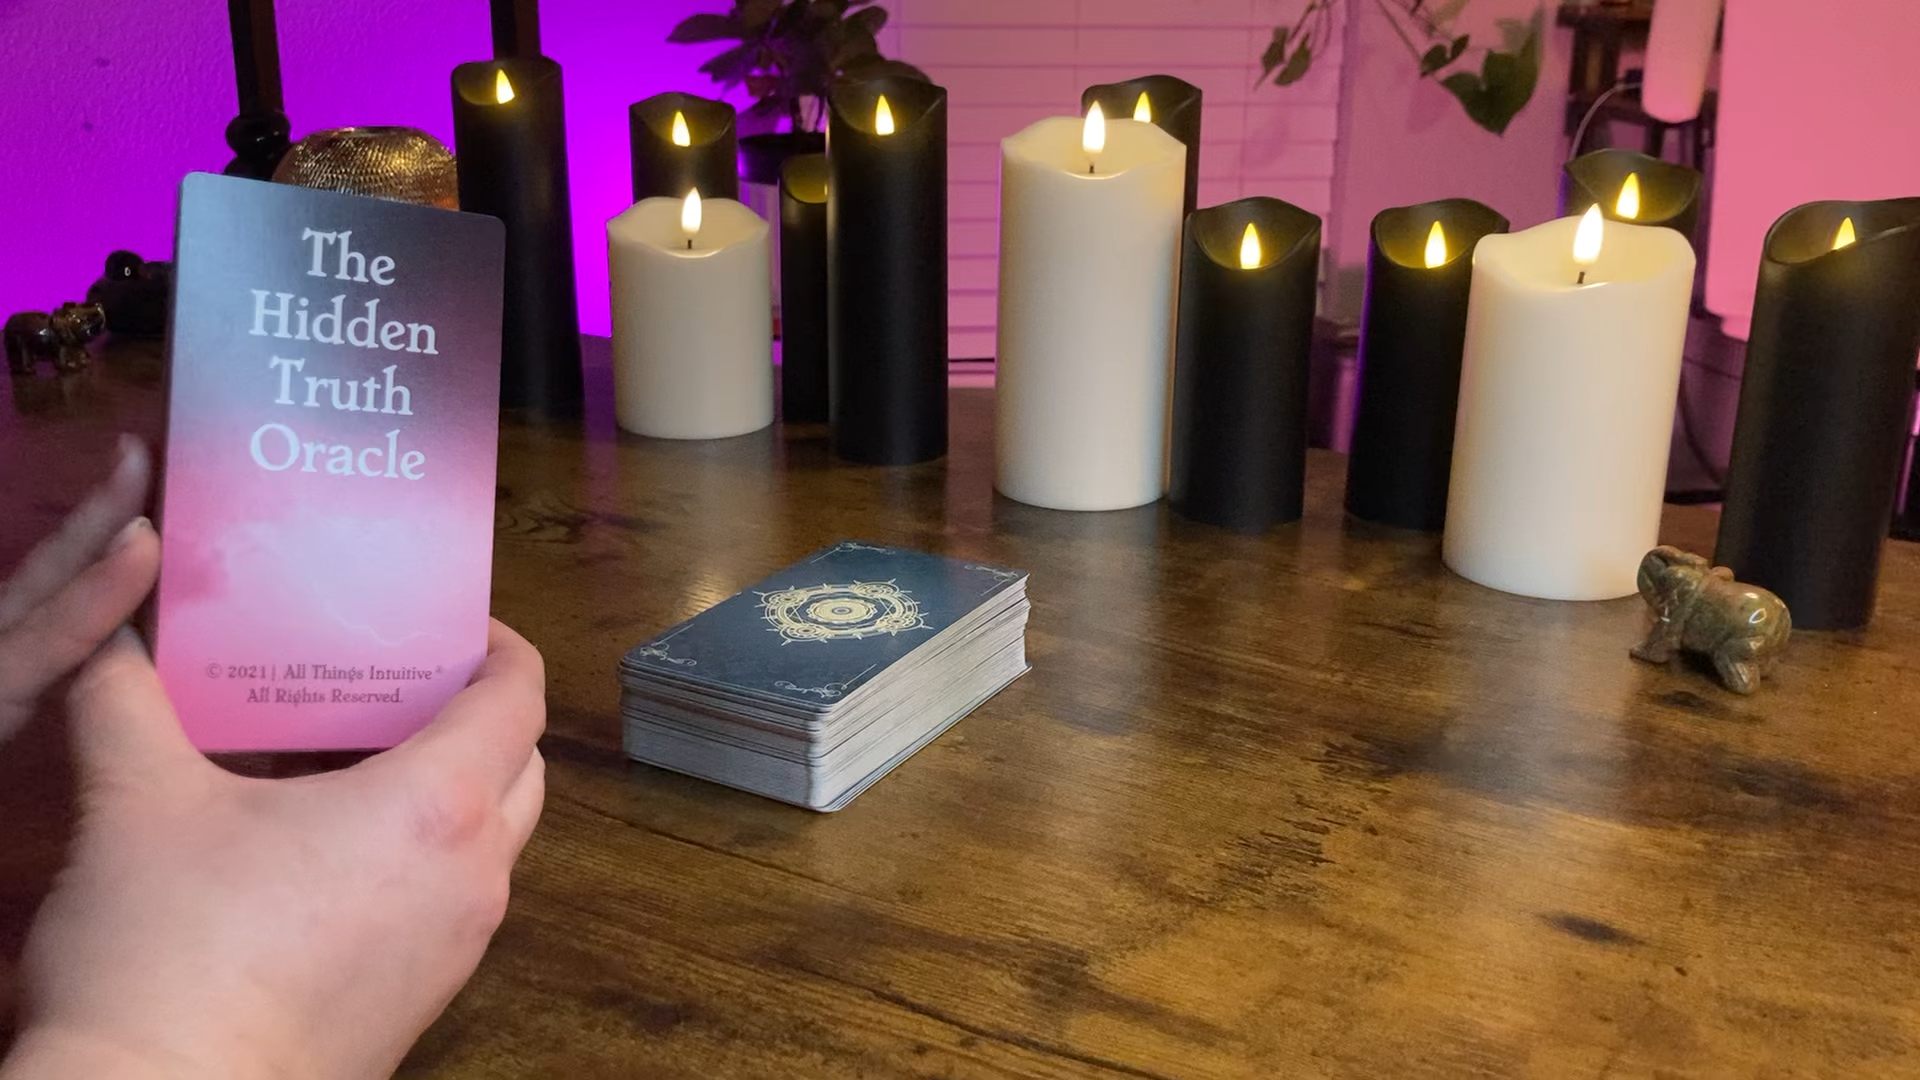 The
Hidden
Truth
Oracle
© 2021 | All Things Intuitive®
All Rights Reserved.